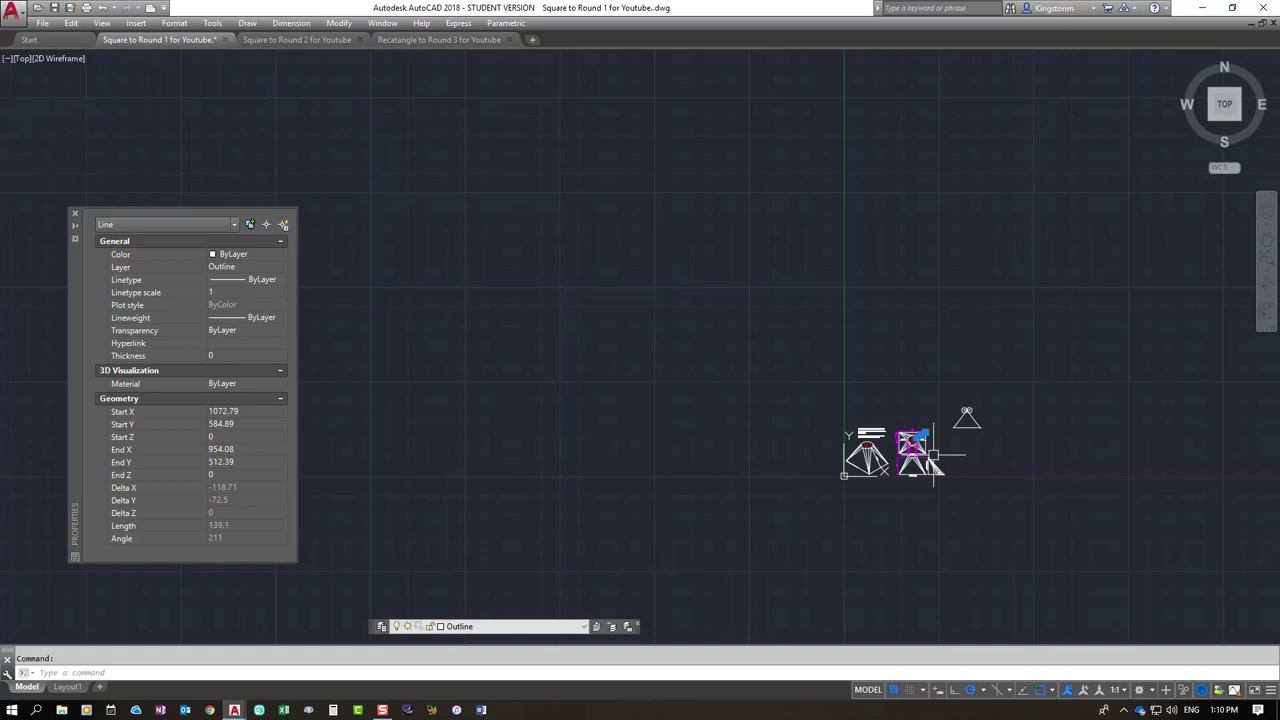 Autodesk AutoCAD 2018 - STUDENT VERSION Square to Round 1 for Youtube..dwg
Type a keyword or phrase
Kingstonm
File Edit View Insert Format Tools Draw Dimension Modify Window Help Express Parametric
Start
Square to Round 1 for Youtube.*
Square to Round 2 for Youtube
Recatangle to Round 3 for Youtube
[−][Top][2D Wireframe]
N
W TOP E
S
WCS
Line
General
Color ByLayer
Layer Outline
Linetype ByLayer
Linetype scale 1
Plot style ByColor
Lineweight ByLayer
Transparency ByLayer
Hyperlink
Thickness 0
3D Visualization
Material ByLayer
Geometry
Start X 1072.79
Start Y 584.89
Start Z 0
End X 954.08
End Y 512.39
End Z 0
Delta X -118.71
Delta Y -72.5
Delta Z 0
Length 139.1
Angle 211
PROPERTIES
Y
X
Outline
Command:
Type a command
Model Layout1
MODEL
1:1
ENG 1:10 PM